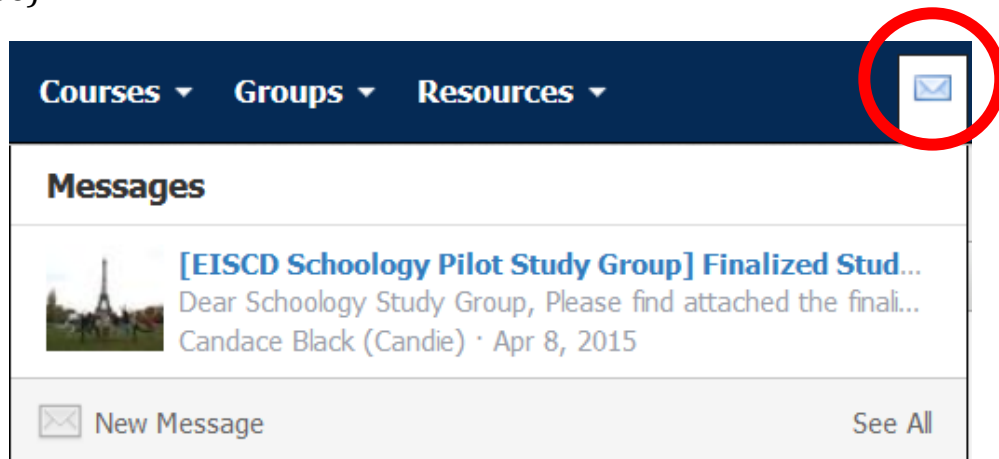 Courses Groups Resources
Messages
[EISCD Schoology Pilot Study Group] Finalized Stud...
Dear Schoology Study Group, Please find attached the finali...
Candace Black (Candie) · Apr 8, 2015
New Message See All